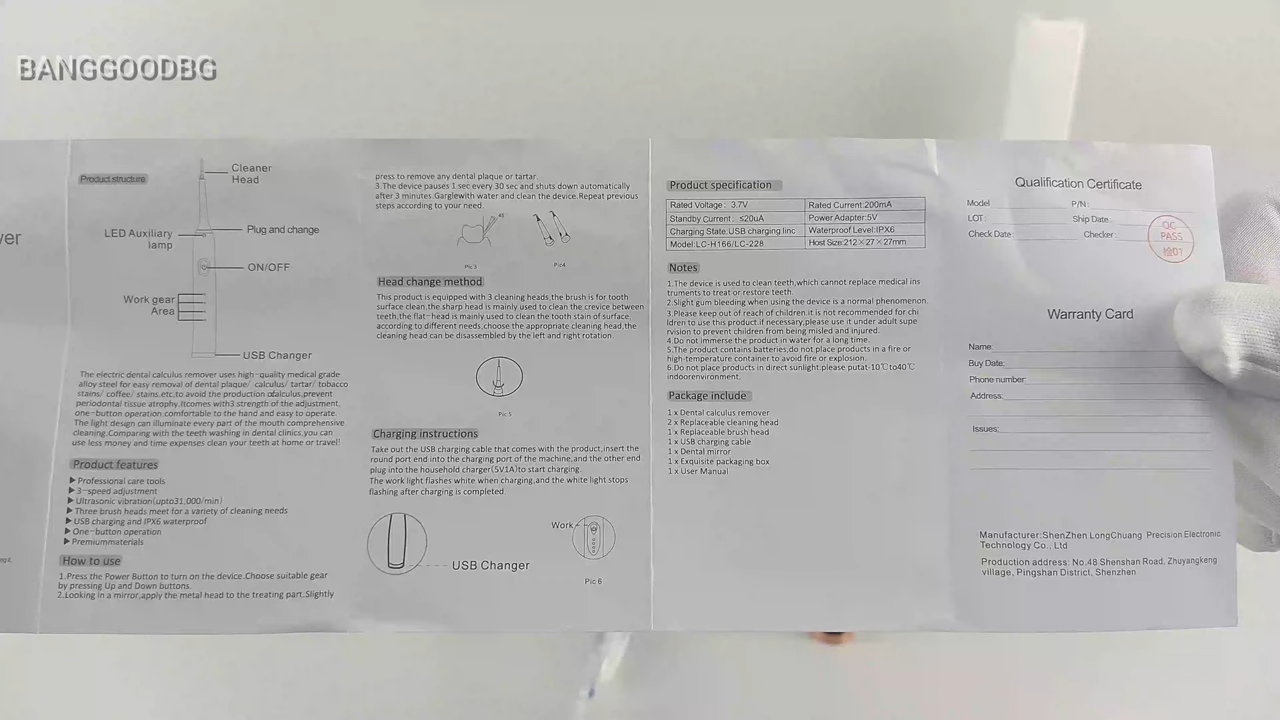 BANGGOODBG
Product structure
Cleaner
Head
LED Auxiliary
lamp
Plug and change
ON/OFF
Work gear
Area
USB Changer
The electric dental calculus remover uses high-quality medical grade
alloy steel for easy removal of dental plaque/ calculus/ tartar/ tobacco
stains/ coffee/ stains,etc,to avoid the production ofcalculus,prevent
periodontal tissue atrophy.Itcomes with3 strength of the adjustment,
one-button operation,comfortable to the hand and easy to operate.
The light design can illuminate every part of the mouth comprehensive
cleaning.Comparing with the teeth washing in dental clinics,you can
use less money and time expenses clean your teeth at home or travel!
Product features
▶Professional care tools
▶3-speed adjustment
▶Ultrasonic vibration(upto31,000/min)
▶Three brush heads meet for a variety of cleaning needs
▶USB charging and IPX6 waterproof
▶One-button operation
▶Premiummaterials
How to use
1.Press the Power Button to turn on the device.Choose suitable gear
by pressing Up and Down buttons.
2.Looking in a mirror,apply the metal head to the treating part.Slightly
press to remove any dental plaque or tartar.
3.The device pauses 1 sec every 30 sec and shuts down automatically
after 3 minutes.Garglewith water and clean the device.Repeat previous
steps according to your need.
45
Pic 3
Pic4
Head change method
This product is equipped with 3 cleaning heads,the brush is for tooth
surface clean,the sharp head is mainly used to clean the crevice between
teeth,the flat-head is mainly used to clean the tooth stain of surface,
according to different needs,choose the appropriate cleaning head,the
cleaning head can be disassembled by the left and right rotation.
Pic 5
Charging instructions
Take out the USB charging cable that comes with the product,insert the
round port end into the charging port of the machine,and the other end
plug into the household charger(5V1A)to start charging.
The work light flashes white when charging,and the white light stops
flashing after charging is completed.
Work
USB Changer
Pic 6
Product specification
Rated Voltage: 3.7V
Rated Current:200mA
Standby Current: ≤20uA
Power Adapter:5V
Charging State:USB charging linc
Waterproof Level:IPX6
Model:LC-H166/LC-228
Host Size:212×27×27mm
Notes
1.The device is used to clean teeth,which cannot replace medical ins
truments to treat or restore teeth.
2.Slight gum bleeding when using the device is a normal phenomenon.
3.Please keep out of reach of children it is not recommended for chi
ldren to use this product.if necessary,please use it under adult supe
rvision to prevent children from being misled and injured.
4.Do not immerse the product in water for a long time.
5.The product contains batteries,do not place products in a fire or
high-temperature container to avoid fire or explosion.
6.Do not place products in direct sunlight.please putat-10℃to40℃
indoorenvironment.
Package include
1 x Dental calculus remover
2 x Replaceable cleaning head
1 x Replaceable brush head
1 x USB charging cable
1 x Dental mirror
1 x Exquisite packaging box
1 x User Manual
Qualification Certificate
Model
P/N:
LOT:
Ship Date:
Check Date:
Checker:
QC
PASS
检01
Warranty Card
Name:
Buy Date:
Phone number:
Address:
Issues:
Manufacturer:ShenZhen LongChuang Precision Electronic
Technology Co., Ltd
Production address: No,48 Shenshan Road, Zhuyangkeng
village, Pingshan District, Shenzhen